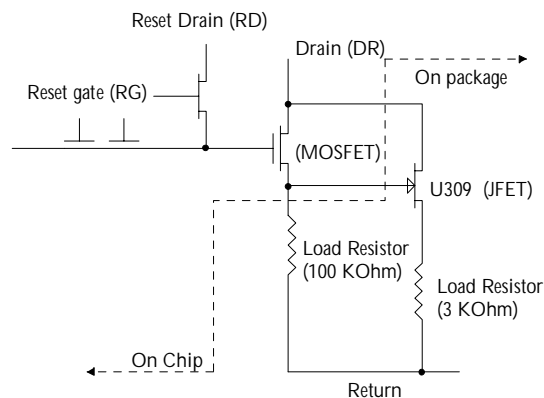 Reset Drain (RD)
Drain (DR)
On package
Reset gate (RG)
(MOSFET)
U309 (JFET)
Load Resistor
(100 KOhm)
Load Resistor
(3 KOhm)
On Chip
Return